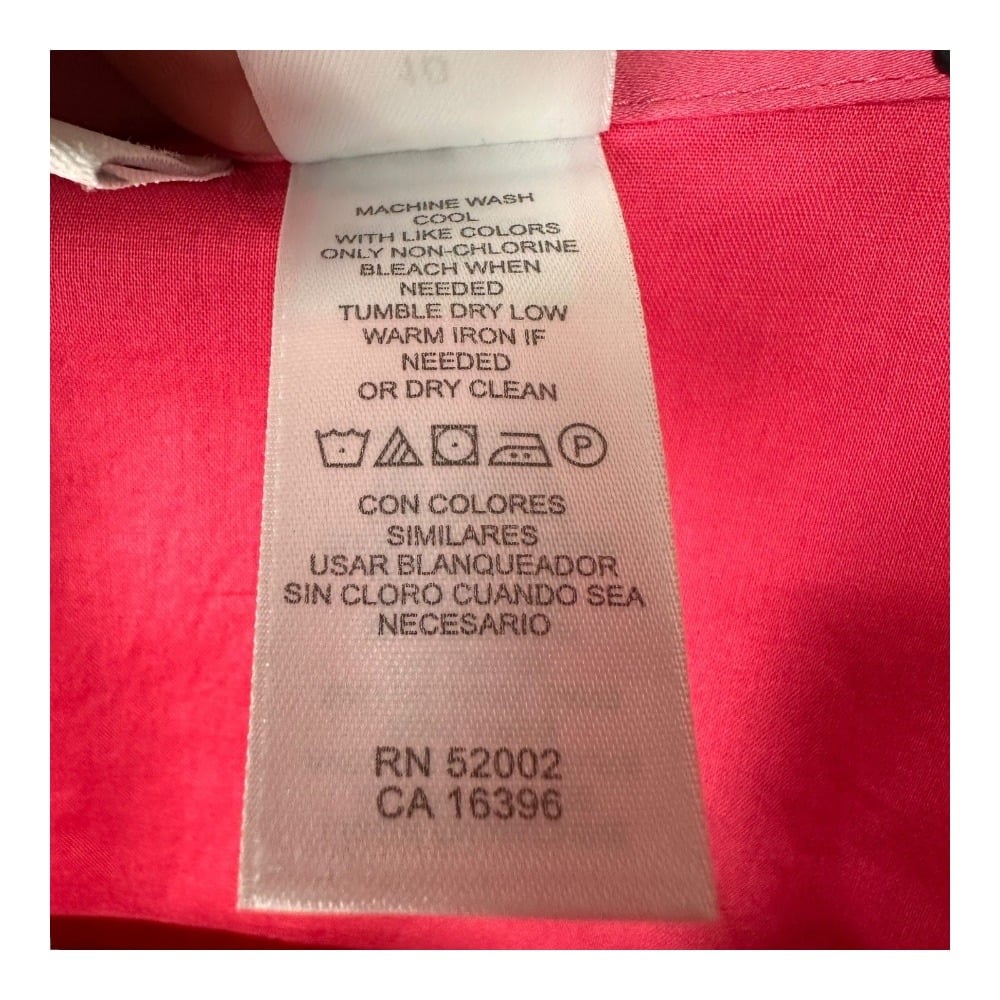 10
MACHINE WASH
COOL
WITH LIKE COLORS
ONLY NON-CHLORINE
BLEACH WHEN
NEEDED
TUMBLE DRY LOW
WARM IRON IF
NEEDED
OR DRY CLEAN
P
CON COLORES
SIMILARES
USAR BLANQUEADOR
SIN CLORO CUANDO SEA
NECESARIO
RN 52002
CA 16396